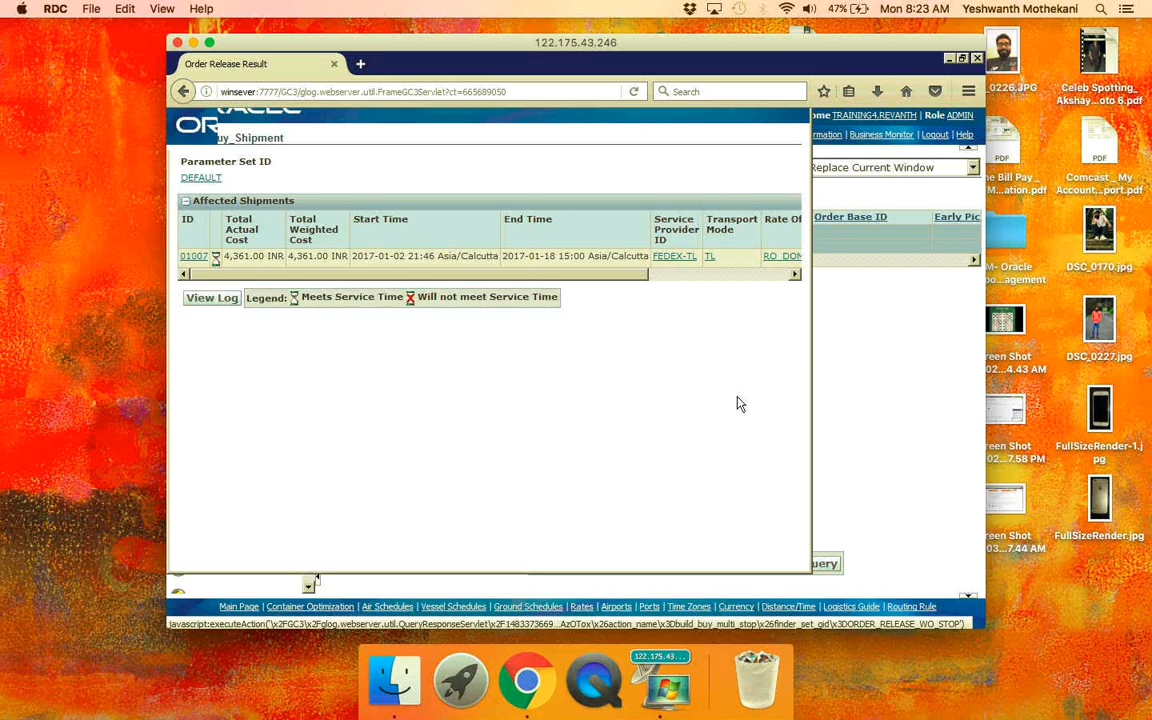 RDC File Edit View Window Help
47% Mon 8:23 AM Yeshwanth Mothekani
122.175.43.246
Order Release Result
winsever:7777/GC3/glog.webserver.util.FrameGC3Servlet?ct=665689050
Search
ome TRAINING4.REVANTH | Role ADMIN
rmation | Business Monitor | Logout | Help
uy_Shipment
Parameter Set ID
DEFAULT
Replace Current Window
Affected Shipments
ID Total Actual Cost Total Weighted Cost Start Time End Time Service Provider ID Transport Mode Rate Of
01007 4,361.00 INR 4,361.00 INR 2017-01-02 21:46 Asia/Calcutta 2017-01-18 15:00 Asia/Calcutta FEDEX-TL TL RO_DOM
Order Base ID Early Pic
View Log Legend: Meets Service Time Will not meet Service Time
uery
Main Page | Container Optimization | Air Schedules | Vessel Schedules | Ground Schedules | Rates | Airports | Ports | Time Zones | Currency | Distance/Time | Logistics Guide | Routing Rule
javascript:executeAction('\x2FGC3\x2Fglog.webserver.util.QueryResponseServlet\x2F1483373669...AzOTox\x26action_name\x3Dbuild_buy_multi_stop\x26finder_set_gid\x3DORDER_RELEASE_WO_STOP')
_0226.JPG
Celeb Spotting_
Akshay...oto 6.pdf
PDF
PDF
he Bill Pay _
M...ation.pdf
Comcast _ My
Account...port.pdf
M- Oracle
DSC_0170.jpg
reen Shot
02...4.43 AM
DSC_0227.jpg
reen Shot
02...7.58 PM
FullSizeRender-1.j
pg
reen Shot
03...7.44 AM
FullSizeRender.jpg
122.175.43...